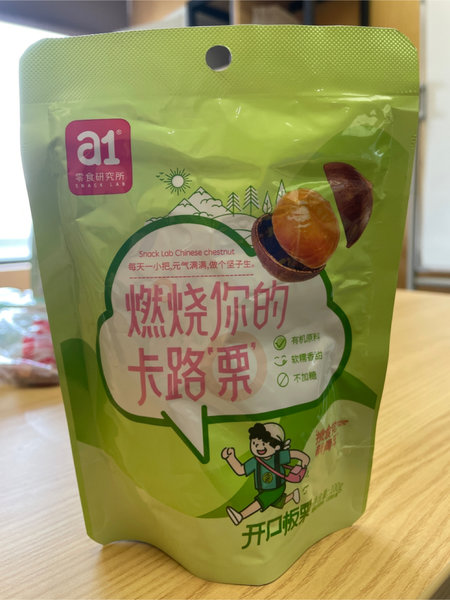 a1®
零食研究所
SNACK LAB
Snack Lab Chinese chestnut
每天一小把,元气满满,做个坚子生。
燃烧你的
卡路"栗"
有机原料
软糯香甜
不加糖
开口板栗